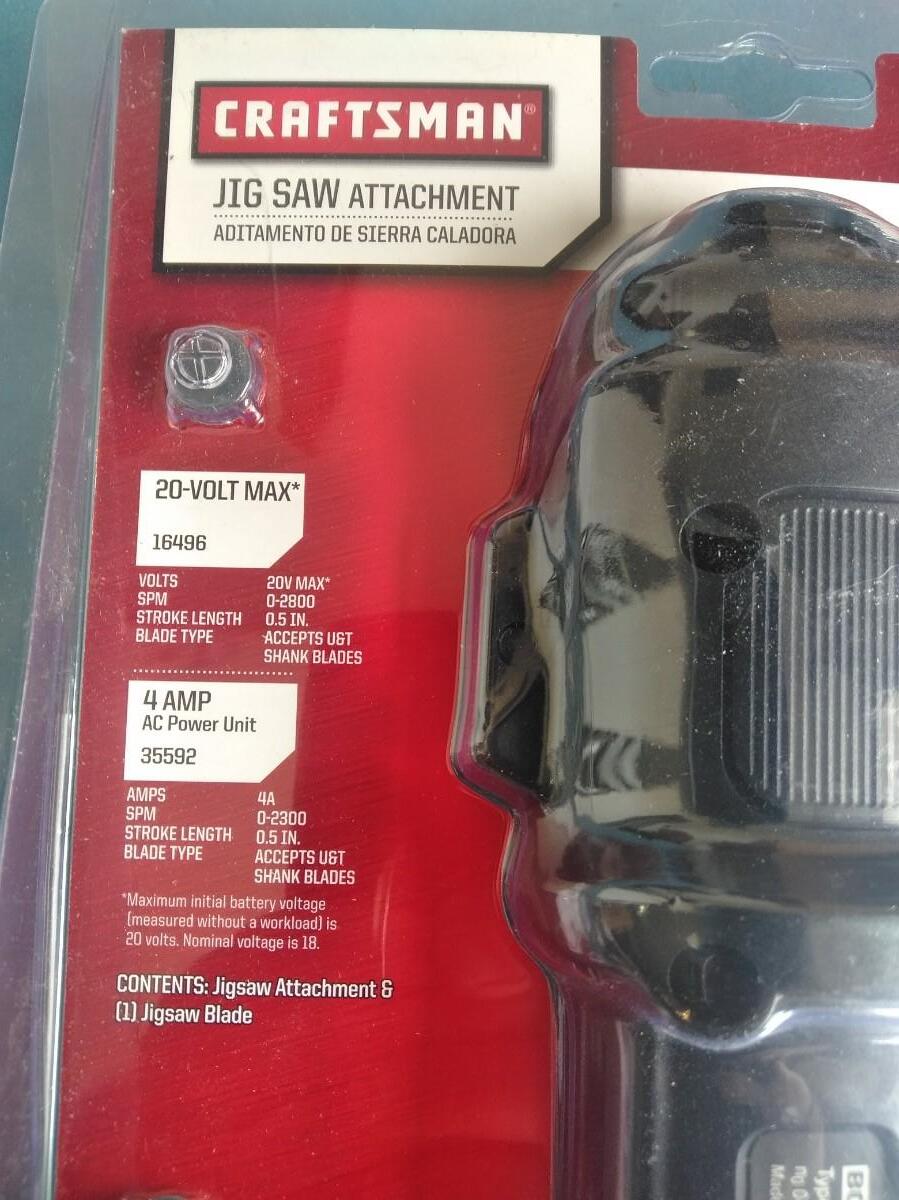 CRAFTSMAN®
JIG SAW ATTACHMENT
ADITAMENTO DE SIERRA CALADORA
20-VOLT MAX*
16496
VOLTS 20V MAX*
SPM 0-2800
STROKE LENGTH 0.5 IN.
BLADE TYPE ACCEPTS U&T
SHANK BLADES
4 AMP
AC Power Unit
35592
AMPS 4A
SPM 0-2300
STROKE LENGTH 0.5 IN.
BLADE TYPE ACCEPTS U&T
SHANK BLADES
*Maximum initial battery voltage
(measured without a workload) is
20 volts. Nominal voltage is 18.
CONTENTS: Jigsaw Attachment &
(1) Jigsaw Blade